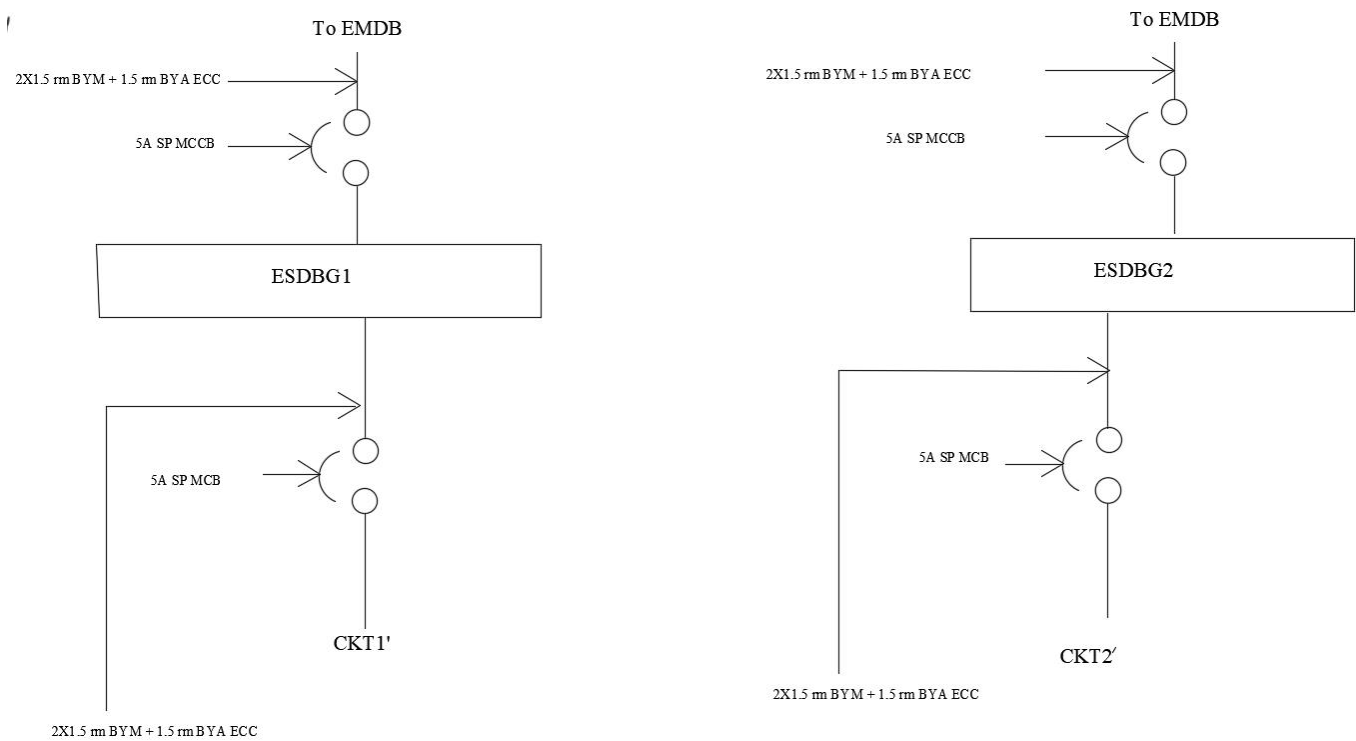 To EMDB
2X1.5 rm BYM + 1.5 rm BYA ECC
5A SP MCCB
ESDBG1
5A SP MCB
CKT1'
2X1.5 rm BYM + 1.5 rm BYA ECC
To EMDB
2X1.5 rm BYM + 1.5 rm BYA ECC
5A SP MCCB
ESDBG2
5A SP MCB
CKT2′
2X1.5 rm BYM + 1.5 rm BYA ECC